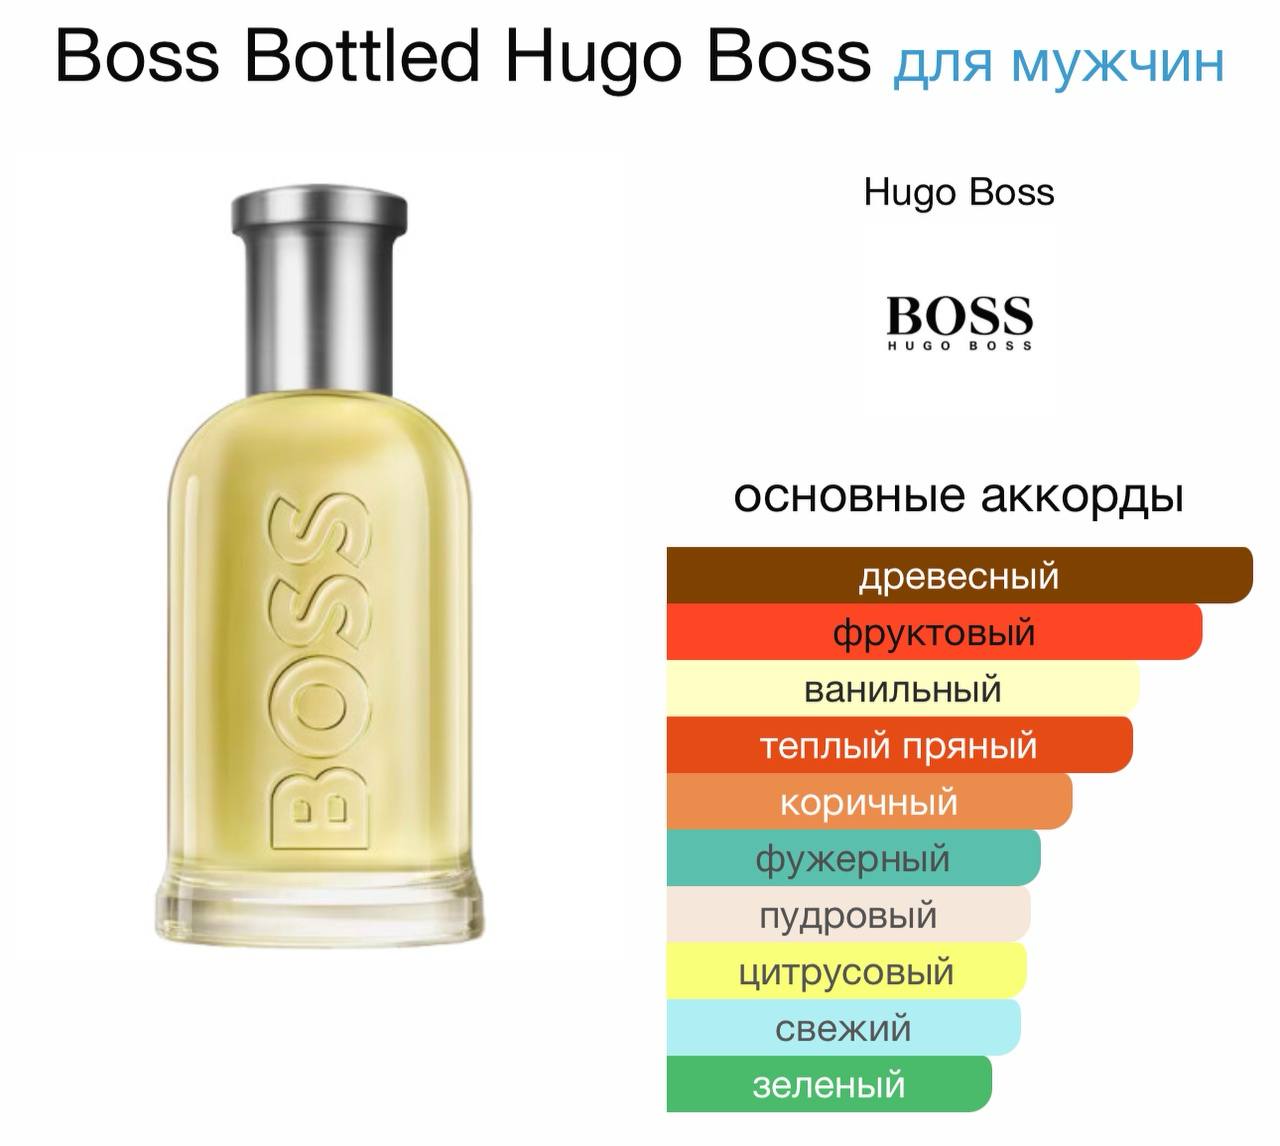 Boss Bottled Hugo Boss для мужчин
Hugo Boss
BOSS
HUGO BOSS
BOSS
основные аккорды
древесный
фруктовый
ванильный
теплый пряный
коричный
фужерный
пудровый
цитрусовый
свежий
зеленый